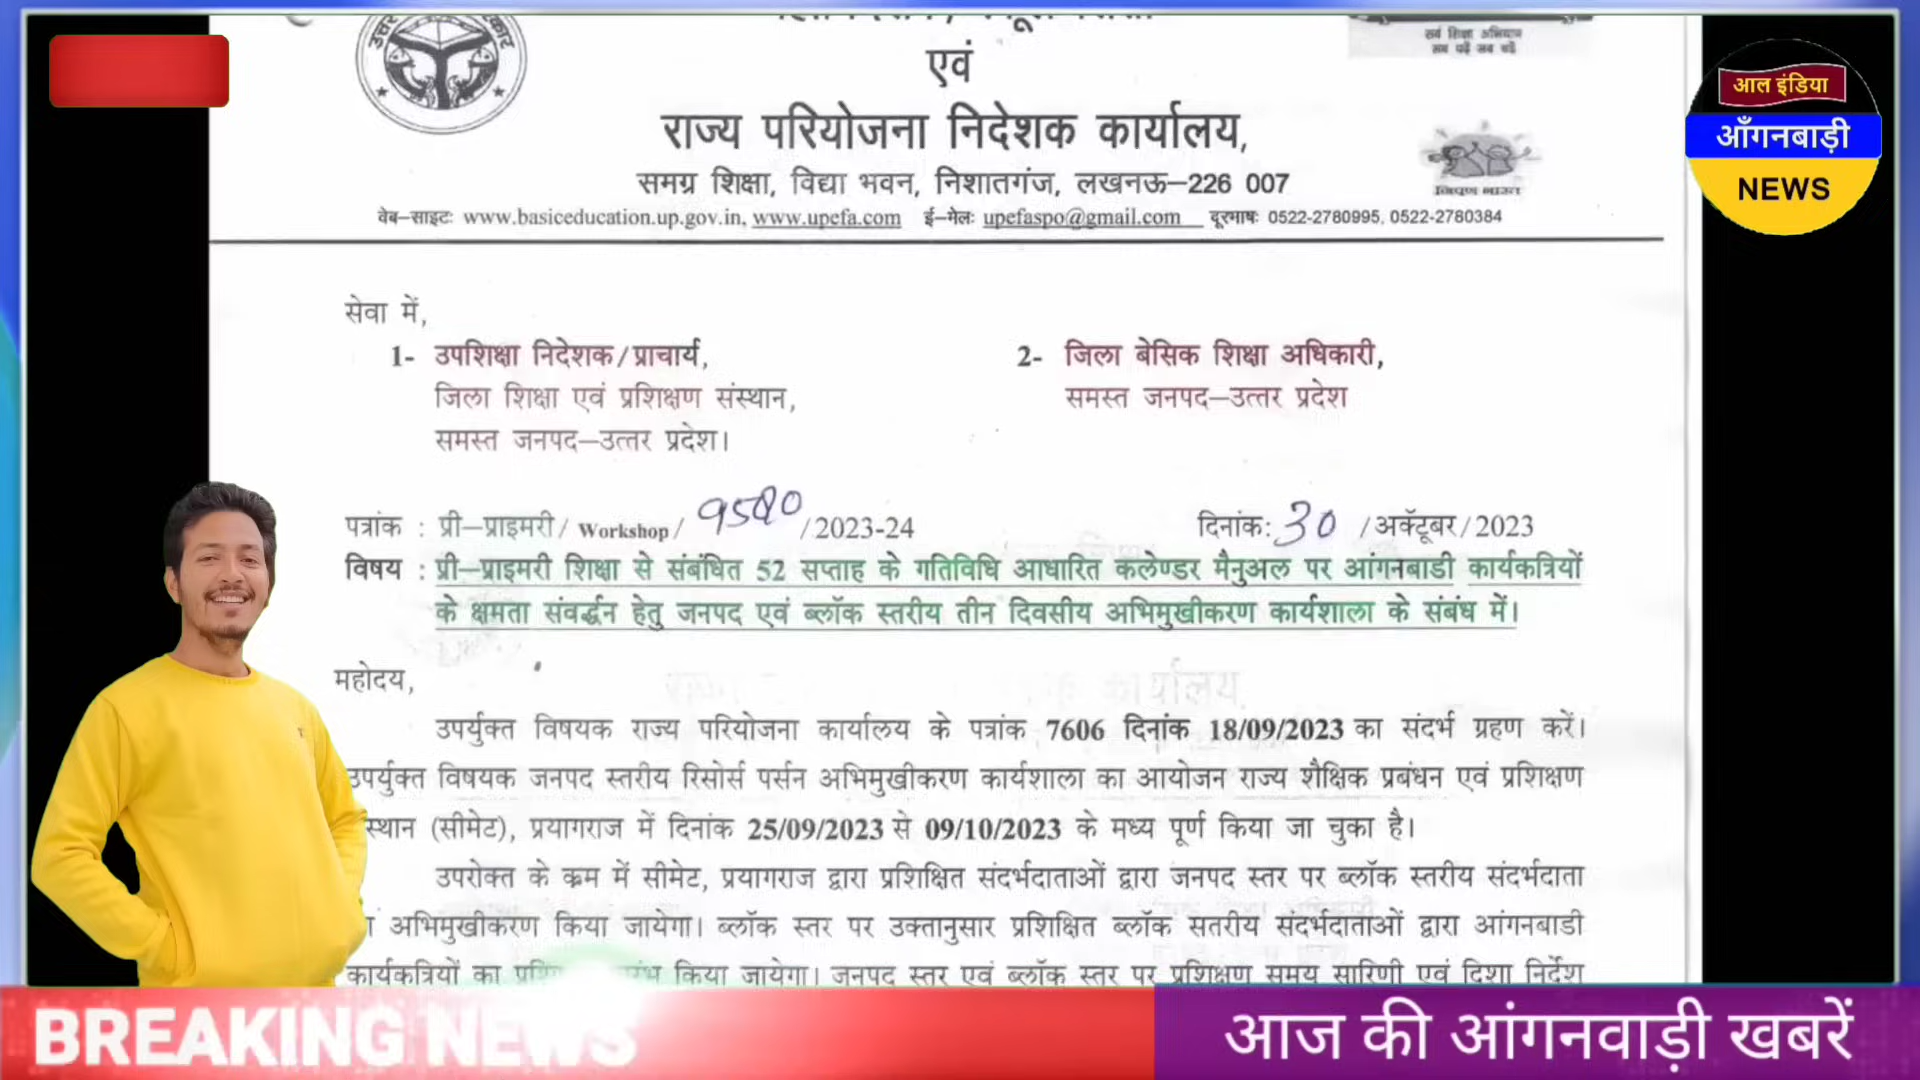 सर्व शिक्षा अभियान
सब पढ़ें सब बढ़ें
एवं
राज्य परियोजना निदेशक कार्यालय,
समग्र शिक्षा, विद्या भवन, निशातगंज, लखनऊ–226 007
वेब–साइटः www.basiceducation.up.gov.in, www.upefa.com ई–मेलः upefaspo@gmail.com दूरभाषः 0522-2780995, 0522-2780384
आल इंडिया
आँगनबाड़ी
NEWS
सेवा में,
1- उपशिक्षा निदेशक/प्राचार्य,
जिला शिक्षा एवं प्रशिक्षण संस्थान,
समस्त जनपद–उत्तर प्रदेश।
2- जिला बेसिक शिक्षा अधिकारी,
समस्त जनपद–उत्तर प्रदेश
पत्रांक : प्री–प्राइमरी/ Workshop/ /2023-24 दिनांक: 30 /अक्टूबर/2023
विषय : प्री–प्राइमरी शिक्षा से संबंधित 52 सप्ताह के गतिविधि आधारित कलेण्डर मैनुअल पर आंगनबाडी कार्यकत्रियों
के क्षमता संवर्द्धन हेतु जनपद एवं ब्लॉक स्तरीय तीन दिवसीय अभिमुखीकरण कार्यशाला के संबंध में।
महोदय,
उपर्युक्त विषयक राज्य परियोजना कार्यालय के पत्रांक 7606 दिनांक 18/09/2023 का संदर्भ ग्रहण करें।
उपर्युक्त विषयक जनपद स्तरीय रिसोर्स पर्सन अभिमुखीकरण कार्यशाला का आयोजन राज्य शैक्षिक प्रबंधन एवं प्रशिक्षण
स्थान (सीमेट), प्रयागराज में दिनांक 25/09/2023 से 09/10/2023 के मध्य पूर्ण किया जा चुका है।
उपरोक्त के क्रम में सीमेट, प्रयागराज द्वारा प्रशिक्षित संदर्भदाताओं द्वारा जनपद स्तर पर ब्लॉक स्तरीय संदर्भदाता
अभिमुखीकरण किया जायेगा। ब्लॉक स्तर पर उक्तानुसार प्रशिक्षित ब्लॉक सतरीय संदर्भदाताओं द्वारा आंगनबाडी
कार्यकत्रियों का किया जायेगा। जनपद स्तर एवं ब्लॉक स्तर पर प्रशिक्षण समय सारिणी एवं दिशा निर्देश
BREAKING NEWS
आज की आंगनवाड़ी खबरें